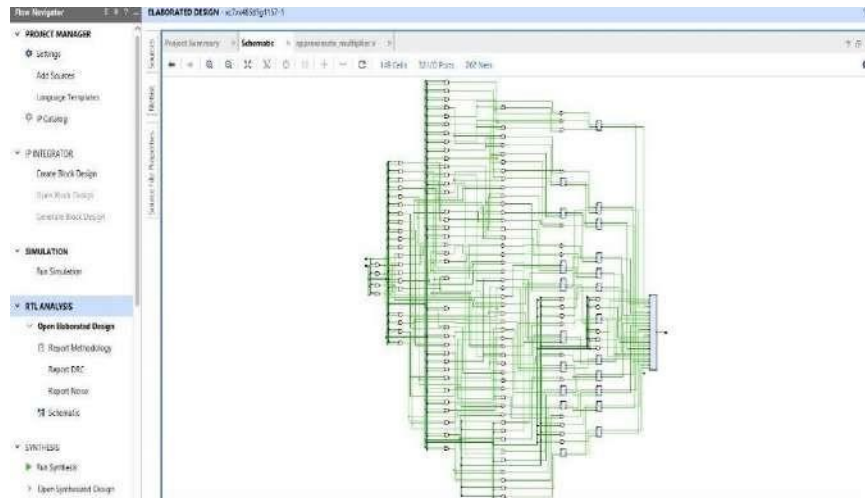 Flow Navigator
ELABORATED DESIGN -
PROJECT MANAGER
Settings
Add Sources
Language Templates
IP Catalog
IP INTEGRATOR
Create Block Design
Open Block Design
Generate Block Design
SIMULATION
Run Simulation
RTL ANALYSIS
Open Elaborated Design
Report Methodology
Report DRC
Report Noise
Schematic
SYNTHESIS
Run Synthesis
Open Synthesized Design
Sources
Netlist
Project Summary
Schematic
approximate_multiplier.v
I/O Ports
Nets